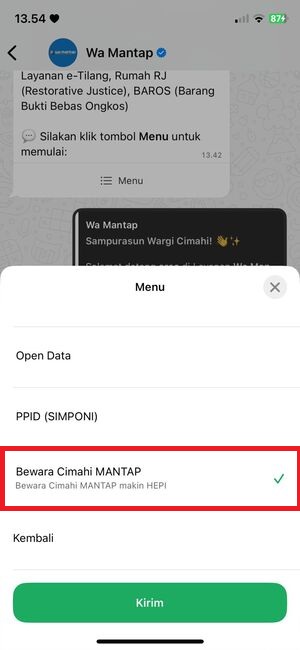 13.54
87
Wa Mantap
Layanan e-Tilang, Rumah RJ
(Restorative Justice), BAROS (Barang
Bukti Bebas Ongkos)
💬 Silakan klik tombol Menu untuk
memulai:
13.42
Menu
Wa Mantap
Sampurasun Wargi Cimahi! 👋✨
Menu
Open Data
PPID (SIMPONI)
Bewara Cimahi MANTAP
Bewara Cimahi MANTAP makin HEPI
Kembali
Kirim